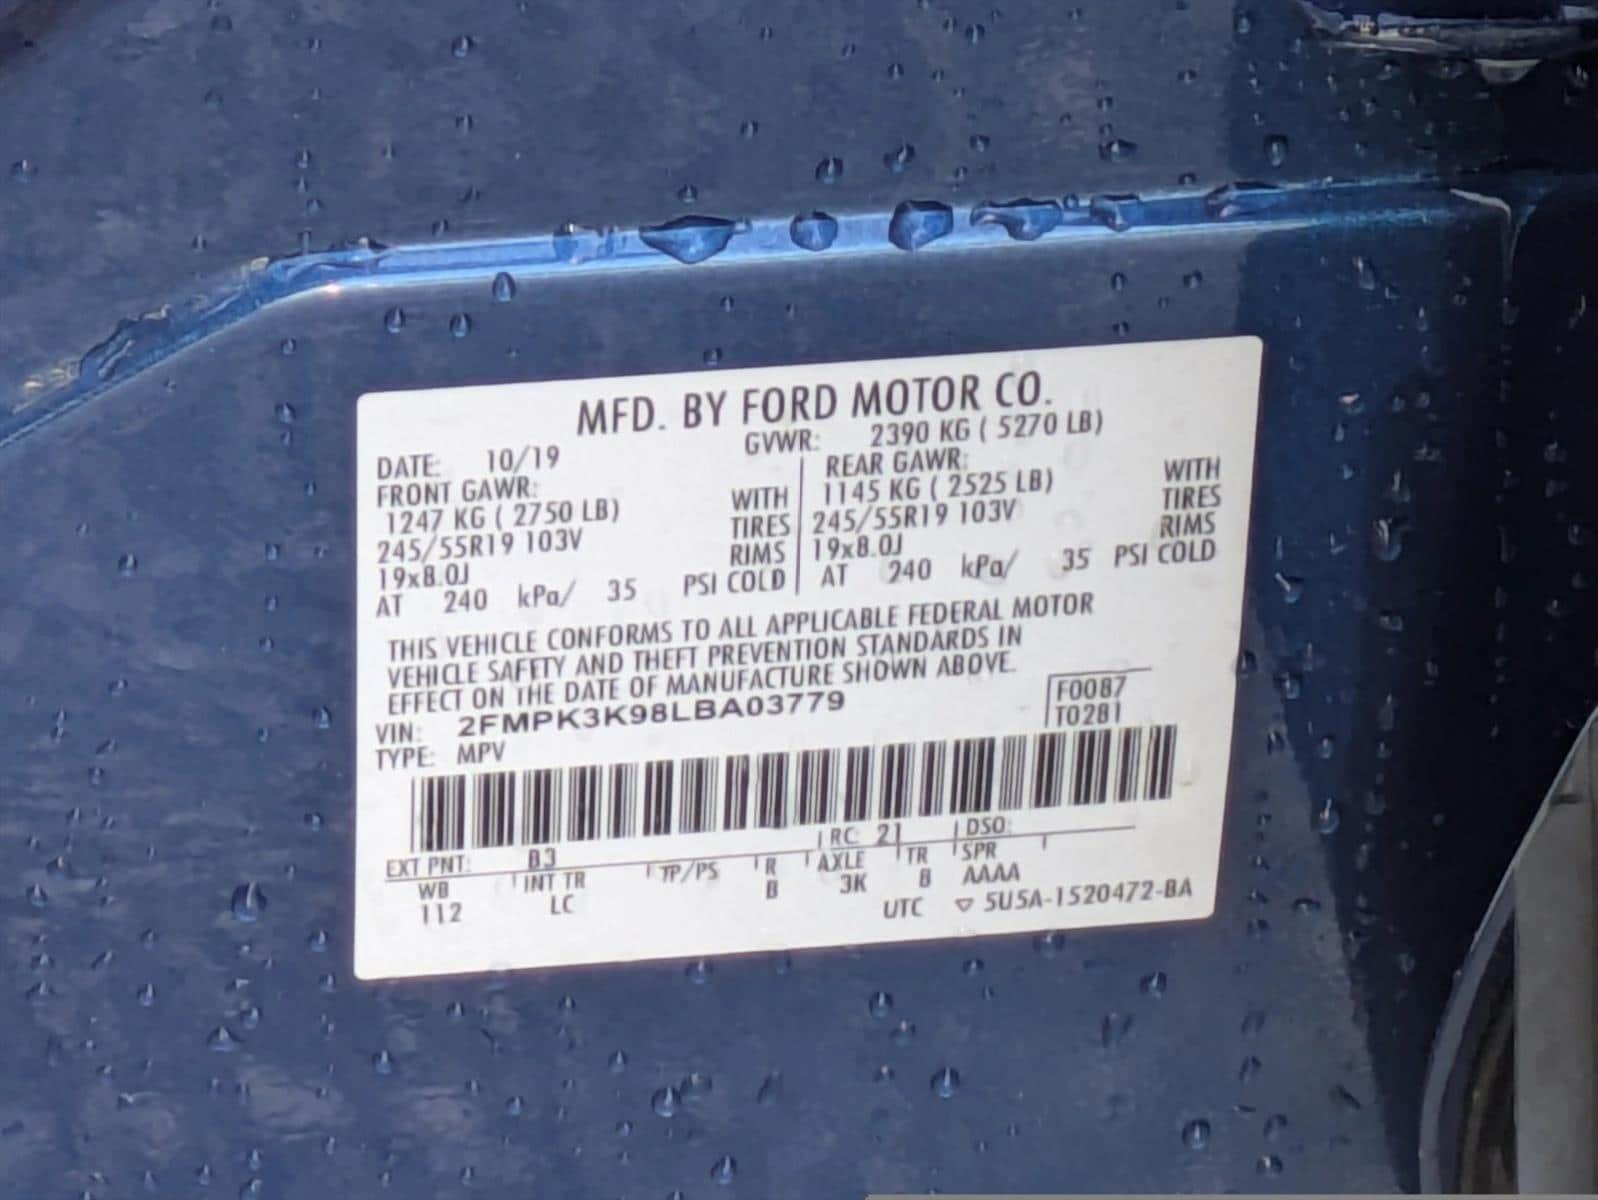 MFD. BY FORD MOTOR CO.
DATE: 10/19 GVWR: 2390 KG ( 5270 LB)
FRONT GAWR: REAR GAWR:
1247 KG ( 2750 LB) WITH 1145 KG ( 2525 LB) WITH
245/55R19 103V TIRES 245/55R19 103V TIRES
19x8.0J RIMS 19x8.0J RIMS
AT 240 kPa/ 35 PSI COLD AT 240 kPa/ 35 PSI COLD
THIS VEHICLE CONFORMS TO ALL APPLICABLE FEDERAL MOTOR
VEHICLE SAFETY AND THEFT PREVENTION STANDARDS IN
EFFECT ON THE DATE OF MANUFACTURE SHOWN ABOVE.
VIN: 2FMPK3K98LBA03779 F0087
TYPE: MPV T0281
EXT PNT: B3 RC: 21 DSO:
WB INT TR TP/PS R AXLE TR SPR
112 LC B 3K B AAAA
UTC ▽ 5U5A-1520472-BA